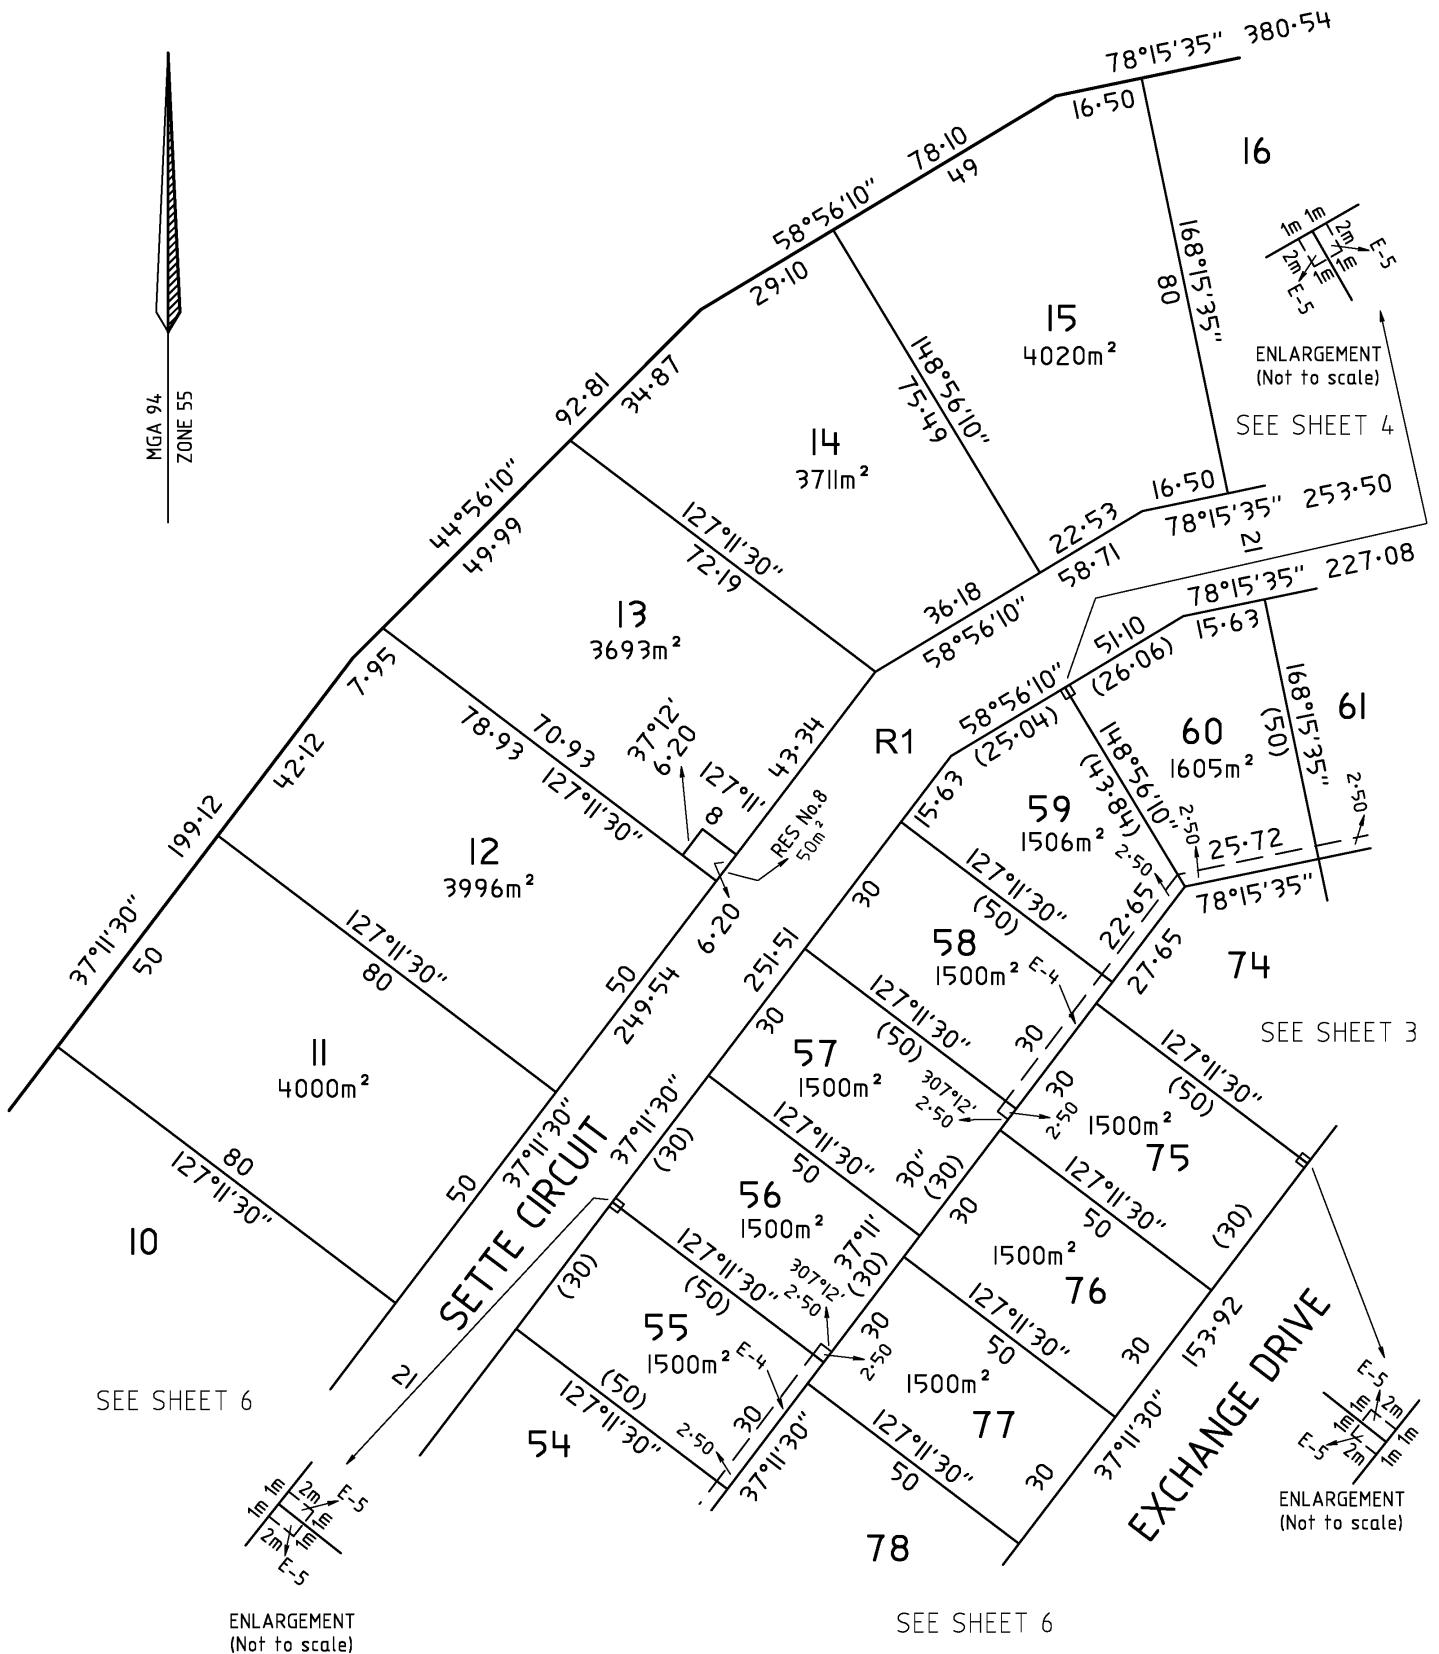 78°15'35" 380·54
16·50
78·10
49
58°56'10"
29·10
16
168°15'35"
80
1m 1m
2m
E-5
2m
1m
1m
E-5
ENLARGEMENT
(Not to scale)
SEE SHEET 4
MGA 94
ZONE 55
15
4020m²
148°56'10"
75·49
92·81
34·87
14
3711m²
44°56'10"
49·99
127°11'30"
72·19
16·50
78°15'35" 253·50
22·53
58·71
21
36·18
58°56'10"
78°15'35" 227·08
15·63
13
3693m²
7·95
78·93
70·93
127°11'30"
37°12'
6·20
127°11'
8
43·34
RES No.8
50m²
6·20
R1
58°56'10"
51·10
(25·04)
(26·06)
60
1605m²
168°15'35"
(50)
61
2·50
148°56'10"
(43·84)
2·50
25·72
78°15'35"
59
1506m²
2·50
15·63
22·65
27·65
42·12
199·12
12
3996m²
37°11'30"
50
127°11'30"
80
50
249·54
251·51
30
127°11'30"
(50)
58
1500m²
E-4
74
SEE SHEET 3
11
4000m²
80
127°11'30"
37°11'30"
50
30
127°11'30"
(50)
30
57
1500m²
307°12'
2·50
30
2·50
127°11'30"
(50)
1500m²
75
SETTE CIRCUIT
37°11'30"
(30)
127°11'30"
50
30"
(30)
37°11'
(30)
127°11'30"
50
(30)
10
56
1500m²
307°12'
2·50
30
1500m²
76
(30)
127°11'30"
(50)
127°11'30"
50
30
153·92
EXCHANGE DRIVE
37°11'30"
55
1500m²
E-4
30
2·50
1500m²
77
21
SEE SHEET 6
(50)
127°11'30"
54
2·50
30
37°11'30"
127°11'30"
50
30
78
E-5
2m
1m
1m
E-5
2m
1m
1m
ENLARGEMENT
(Not to scale)
1m 1m
2m
E-5
1m
2m
1m
E-5
ENLARGEMENT
(Not to scale)
SEE SHEET 6